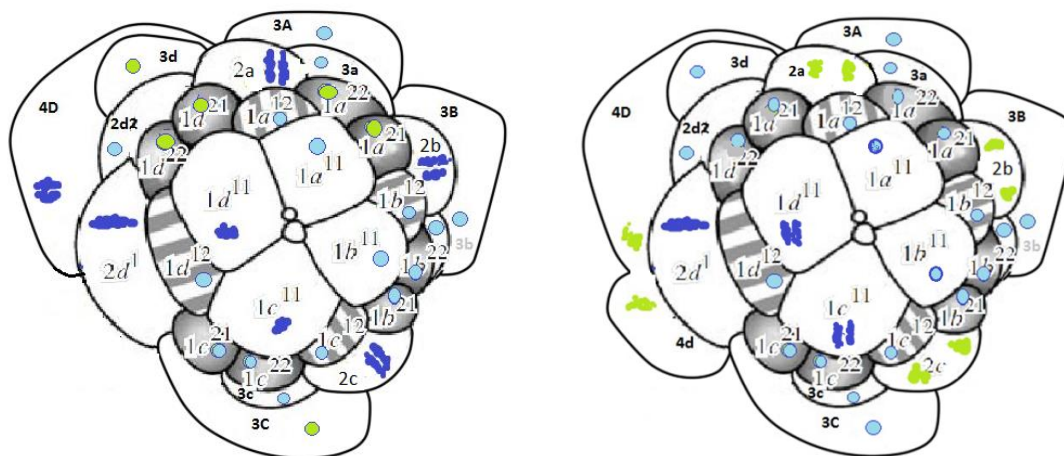 3A
3d
2a
3a
4D
1d²¹
1a¹²
1a²²
3B
2d2
1a²¹
2b
1d²²
1d¹¹
1a¹¹
1b¹²
3b
2d¹
1d¹²
1b¹¹
1b²²
1c¹¹
1b²¹
1c²¹
1c¹²
1c²²
2c
3c
3C
3A
3d
2a
3a
4D
1a²¹
1a¹²
1a²²
3B
2d2
1a²¹
2b
1d²²
1d¹¹
1a¹¹
1b¹²
3b
2d¹
1d¹²
1b¹¹
1b²²
1c¹¹
1b²¹
4d
1c²¹
1c¹²
1c²²
2c
3c
3C